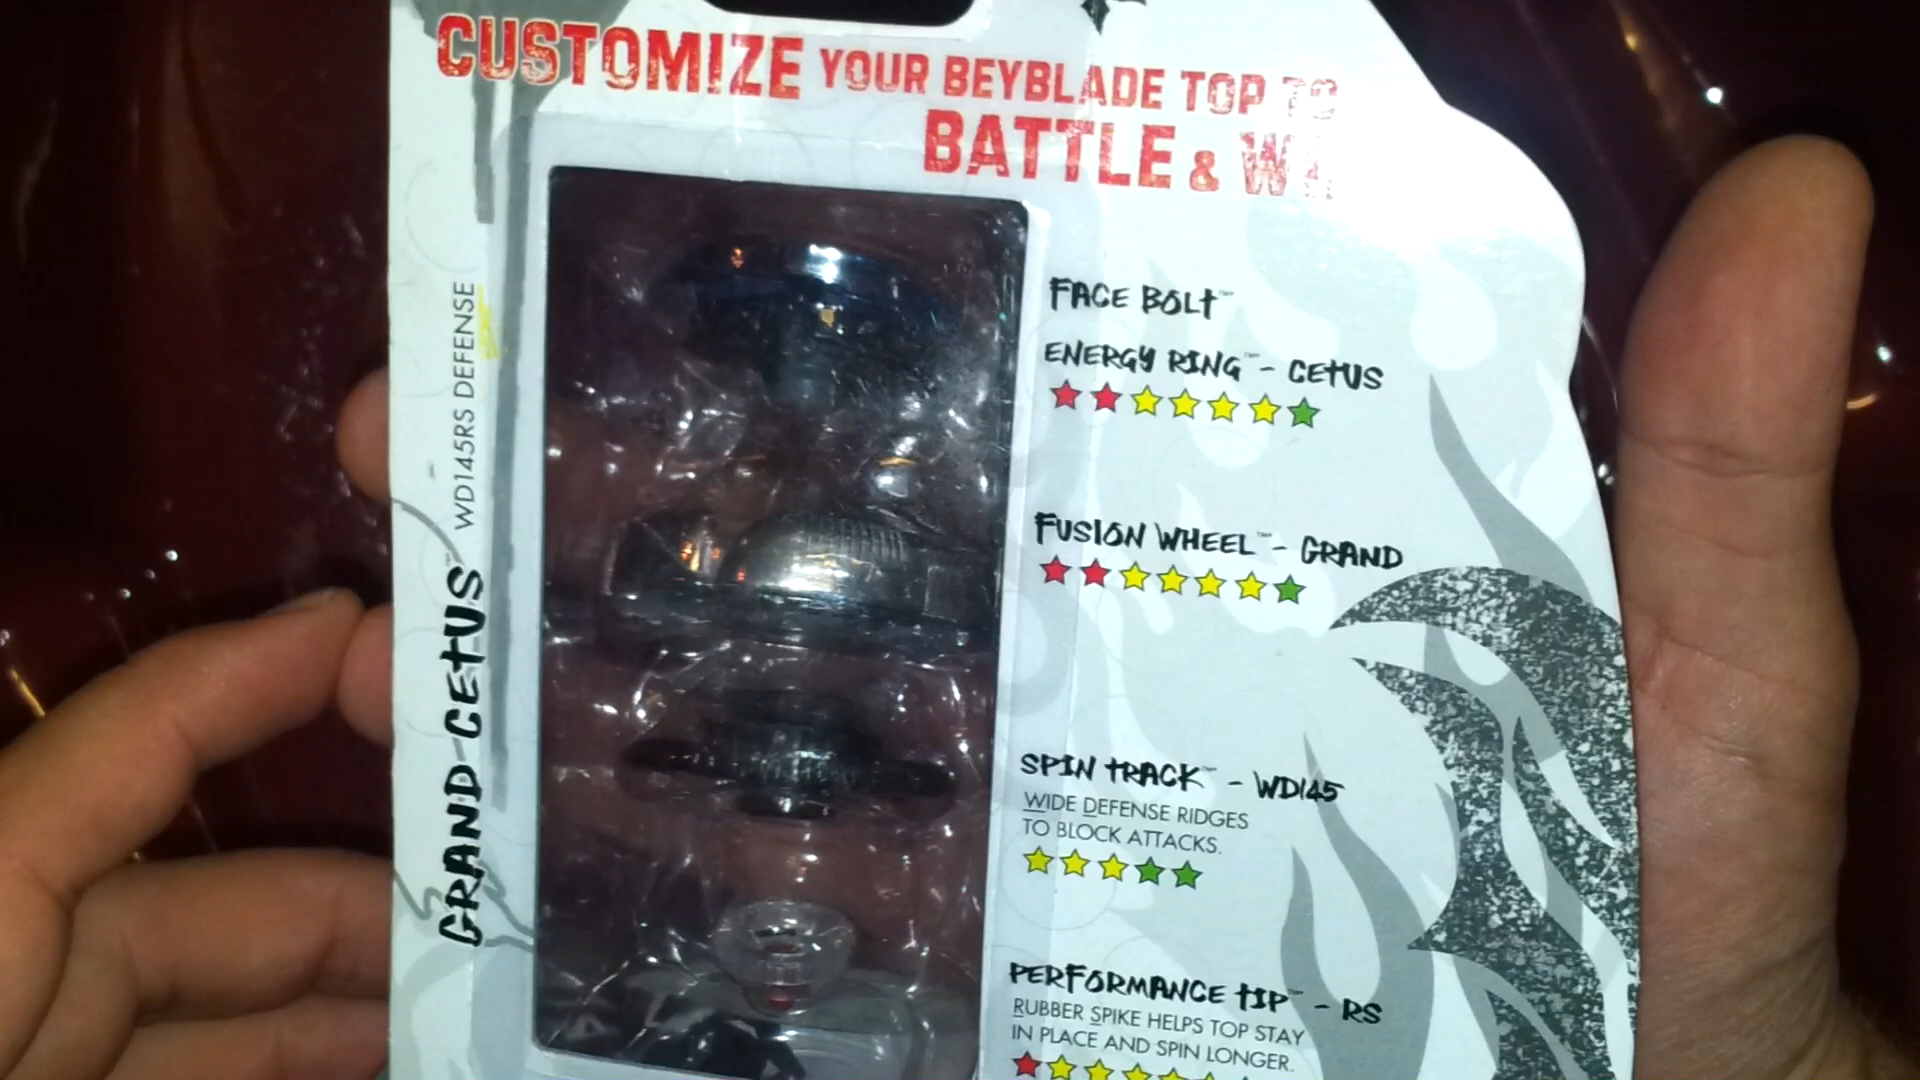 CUSTOMIZE YOUR BEYBLADE TOP TO
BATTLE &
FACE BOLT™
ENERGY RING™ - CETUS
FUSION WHEEL™ - GRAND
SPIN TRACK™ - WD145
WIDE DEFENSE RIDGES
TO BLOCK ATTACKS.
PERFORMANCE TIP™ - RS
RUBBER SPIKE HELPS TOP STAY
IN PLACE AND SPIN LONGER.
GRAND CETUS™ WD145RS DEFENSE